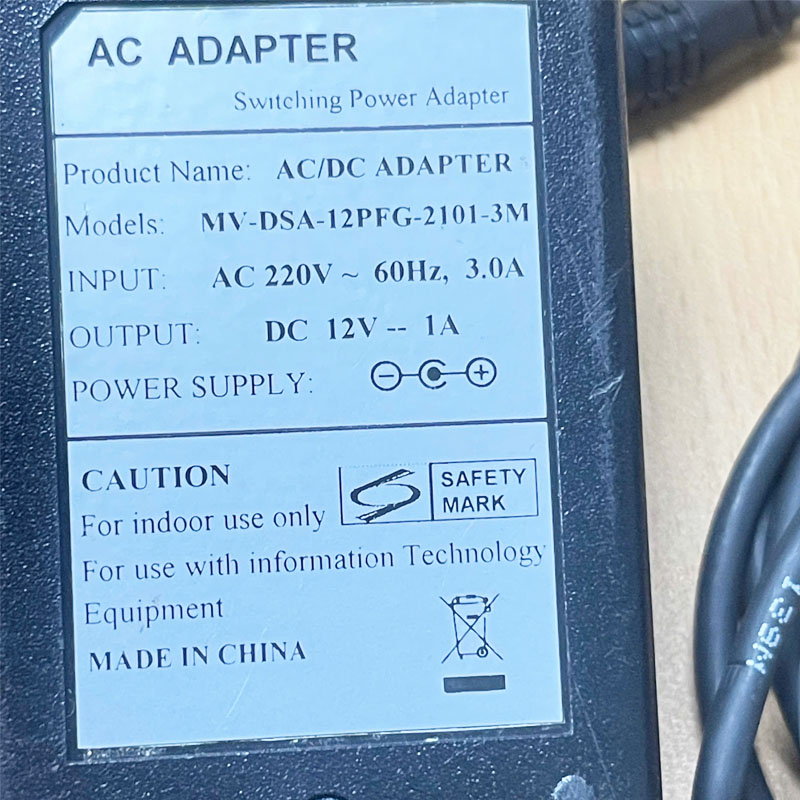 AC ADAPTER
Switching Power Adapter
Product Name: AC/DC ADAPTER
Models: MV-DSA-12PFG-2101-3M
INPUT: AC 220V ~ 60Hz, 3.0A
OUTPUT: DC 12V -- 1A
POWER SUPPLY:
CAUTION
For indoor use only
SAFETY
MARK
For use with information Technology
Equipment
MADE IN CHINA